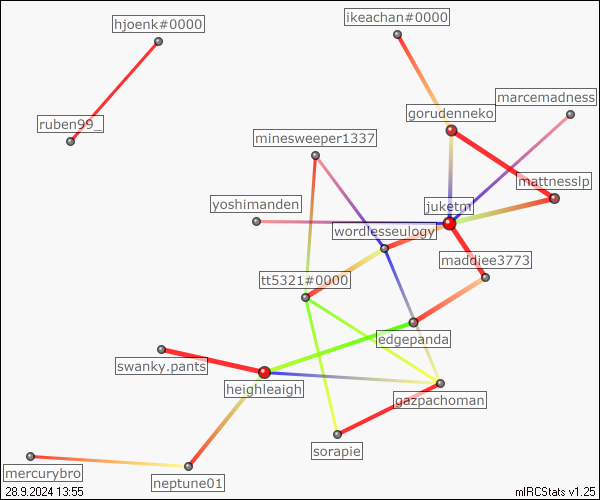 ikeachan#0000
hjoenk#0000
marcemadness
gorudenneko
ruben99_
minesweeper1337
mattnesslp
yoshimanden
juketm
wordlesseulogy
maddiee3773
tt5321#0000
edgepanda
swanky.pants
heighleaigh
gazpachoman
sorapie
mercurybro
neptune01
28.9.2024 13:55
mIRCStats v1.25